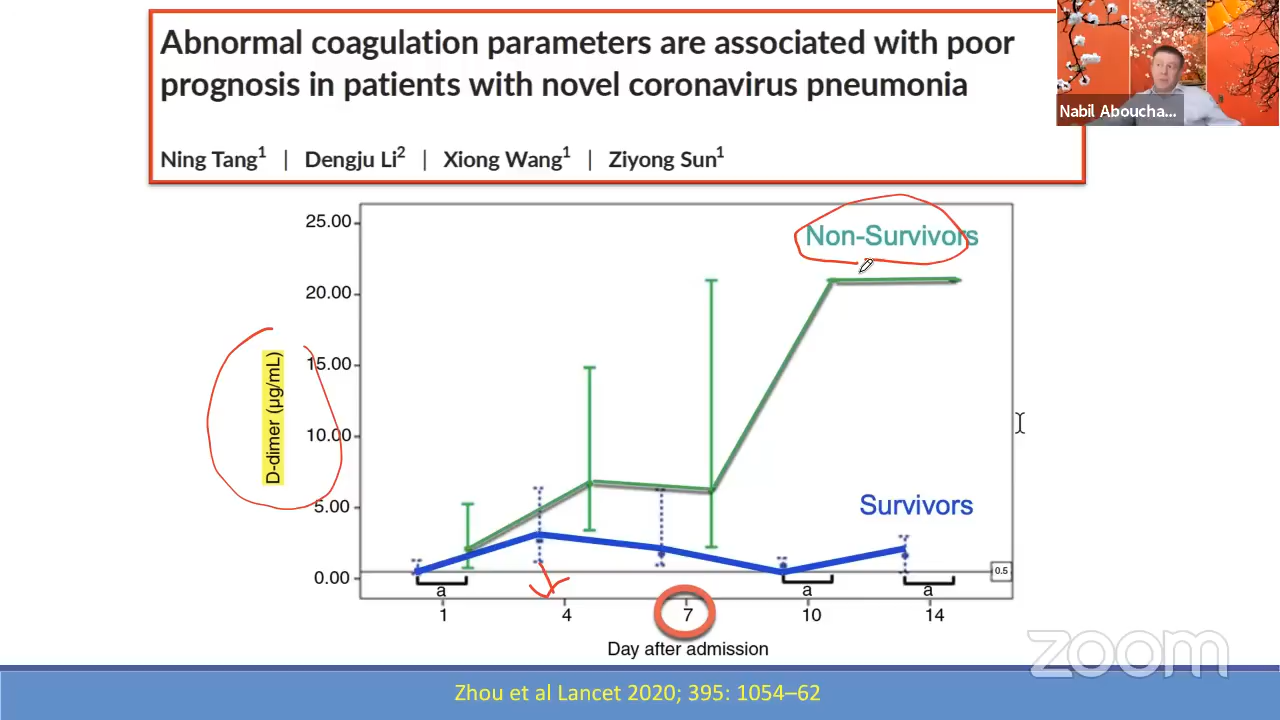 Abnormal coagulation parameters are associated with poor
prognosis in patients with novel coronavirus pneumonia
Ning Tang1 | Dengju Li2 | Xiong Wang1 | Ziyong Sun1
Nabil Aboucha...
25.00
20.00
15.00
10.00
5.00
0.00
D-dimer (µg/mL)
Non-Survivors
Survivors
0.5
a
a
a
1
4
7
10
14
Day after admission
zoom
Zhou et al Lancet 2020; 395: 1054–62